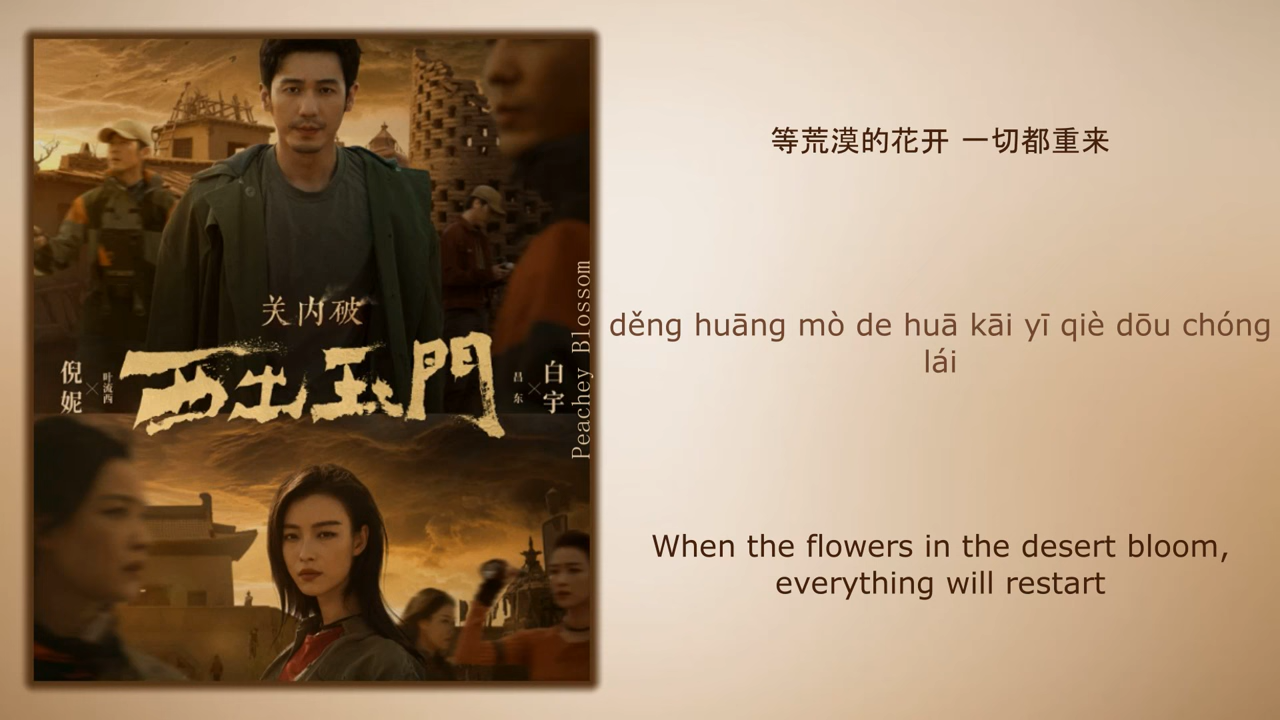 关内破
西出玉門
倪妮
×
叶流西
昌东
×
白宇
Peachey Blossom
等荒漠的花开 一切都重来
děng huāng mò de huā kāi yī qiè dōu chóng
lái
When the flowers in the desert bloom,
everything will restart